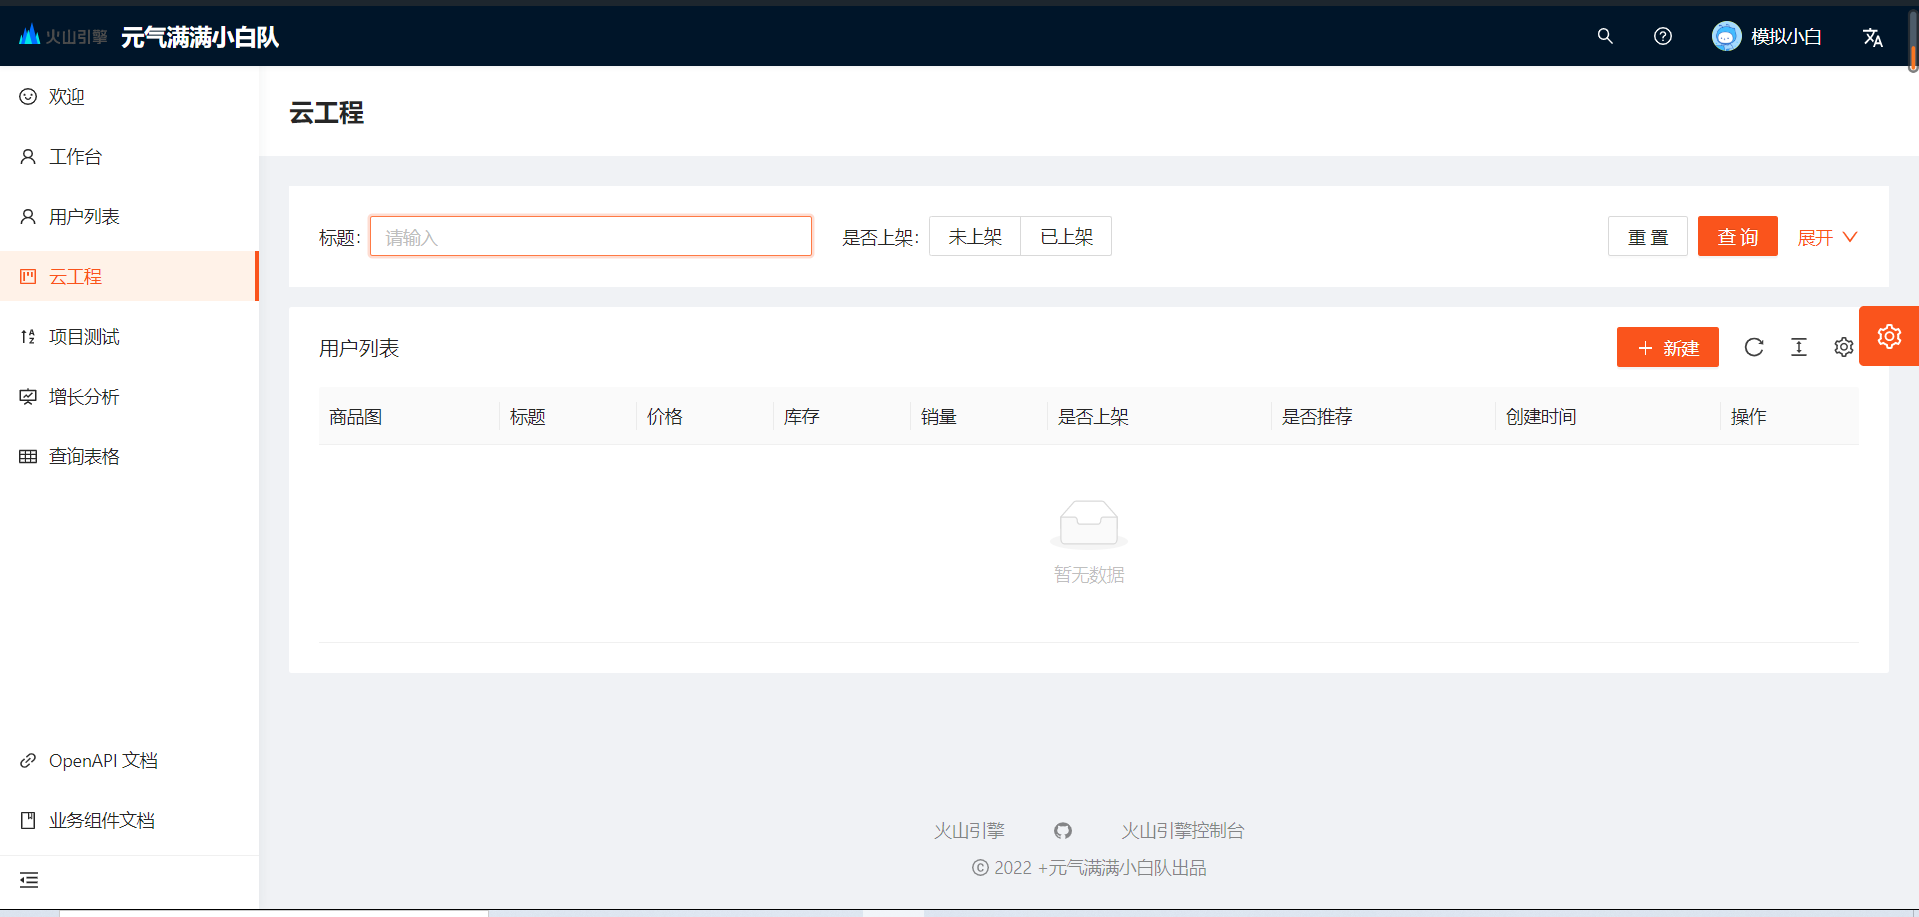 火山引擎 元气满满小白队 模拟小白
欢迎
工作台
用户列表
云工程
项目测试
增长分析
查询表格
OpenAPI 文档
业务组件文档
云工程
标题: 请输入 是否上架: 未上架 已上架 重置 查询 展开
用户列表 + 新建
商品图 标题 价格 库存 销量 是否上架 是否推荐 创建时间 操作
暂无数据
火山引擎 火山引擎控制台
© 2022 +元气满满小白队出品